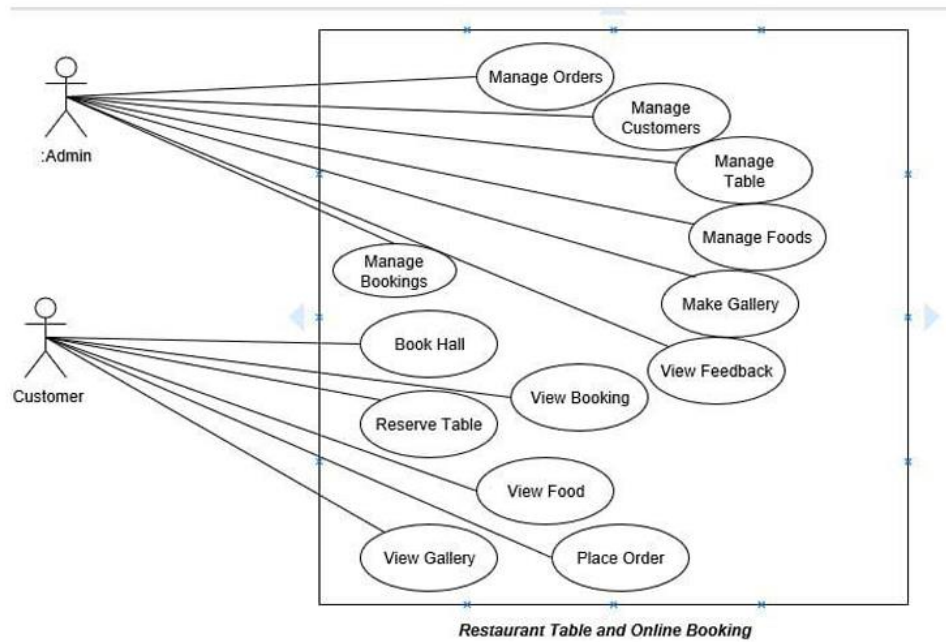 Manage Orders
:Admin
Manage
Customers
Manage
Table
Manage Foods
Manage
Bookings
Make Gallery
Customer
Book Hall
View Feedback
View Booking
Reserve Table
View Food
View Gallery
Place Order
Restaurant Table and Online Booking